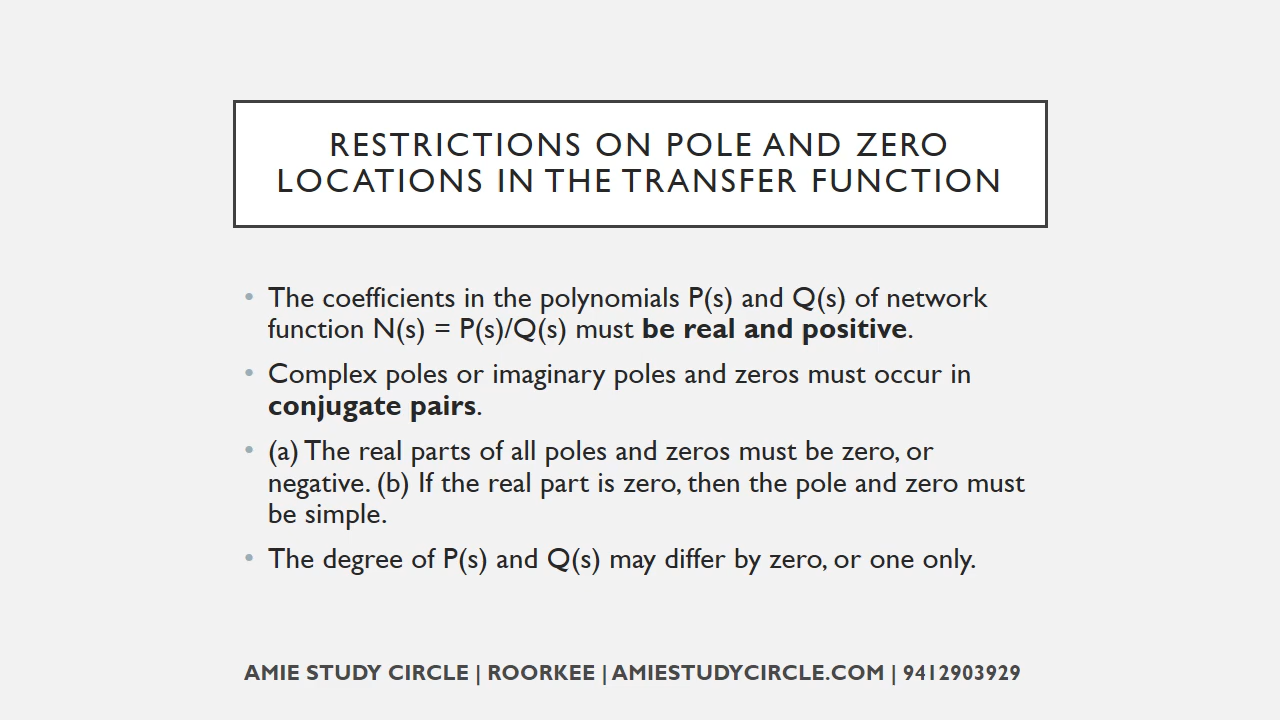 RESTRICTIONS ON POLE AND ZERO
LOCATIONS IN THE TRANSFER FUNCTION
• The coefficients in the polynomials P(s) and Q(s) of network
function N(s) = P(s)/Q(s) must be real and positive.
• Complex poles or imaginary poles and zeros must occur in
conjugate pairs.
• (a) The real parts of all poles and zeros must be zero, or
negative. (b) If the real part is zero, then the pole and zero must
be simple.
• The degree of P(s) and Q(s) may differ by zero, or one only.
AMIE STUDY CIRCLE | ROORKEE | AMIESTUDYCIRCLE.COM | 9412903929